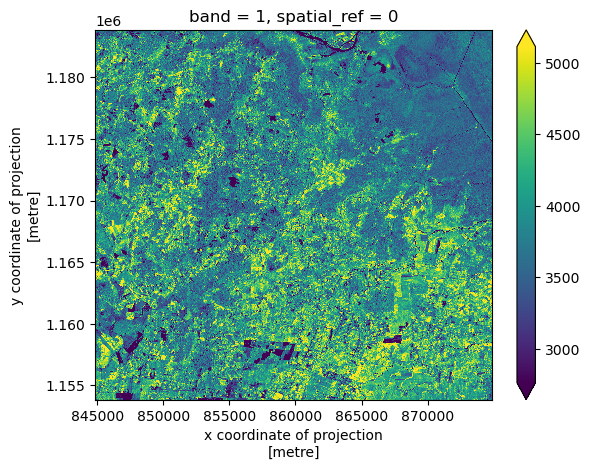 band = 1, spatial_ref = 0
1e6
1.180
1.175
1.170
1.165
1.160
1.155
y coordinate of projection
[metre]
845000 850000 855000 860000 865000 870000
x coordinate of projection
[metre]
5000
4500
4000
3500
3000